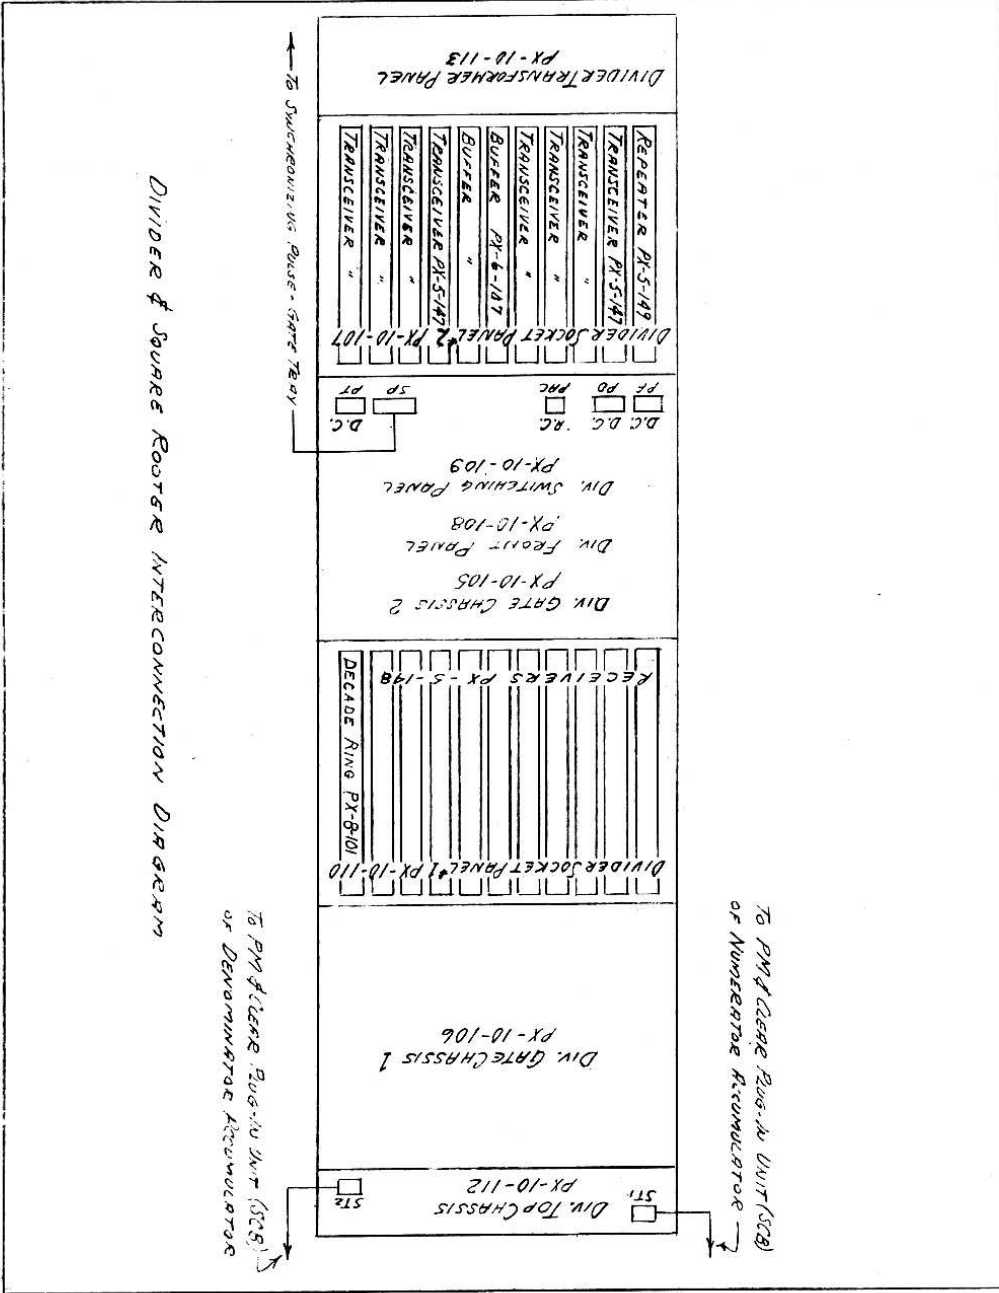 DIVIDER & SQUARE ROOTER INTERCONNECTION DIAGRAM
TO PM & CLEAR PLUG-IN UNIT (SCB)
OF NUMERATOR ACCUMULATOR
TO PM & CLEAR PLUG-IN UNIT (SCB)
OF DENOMINATOR ACCUMULATOR
ST1
DIV. TOP CHASSIS
PX-10-112
ST2
DIV. GATE CHASSIS 1
PX-10-106
DIVIDER SOCKET PANEL #1 PX-10-110
RECEIVERS PX-5-148
DECADE RING PX-8-101
DIV. GATE CHASSIS 2
PX-10-105
DIV. FRONT PANEL
PX-10-108
DIV. SWITCHING PANEL
PX-10-109
D.C. D.C. A.C. D.C.
PF PD PAC SP PT
TO SYNCHRONIZING PULSE - GATE TRAY
DIVIDER SOCKET PANEL #2 PX-10-107
REPEATER PX-5-149
TRANSCEIVER PX-5-147
TRANSCEIVER "
TRANSCEIVER "
TRANSCEIVER "
BUFFER PX-6-107
BUFFER "
TRANSCEIVER PX-5-147
TRANSCEIVER "
TRANSCEIVER "
TRANSCEIVER "
DIVIDER TRANSFORMER PANEL
PX-10-113